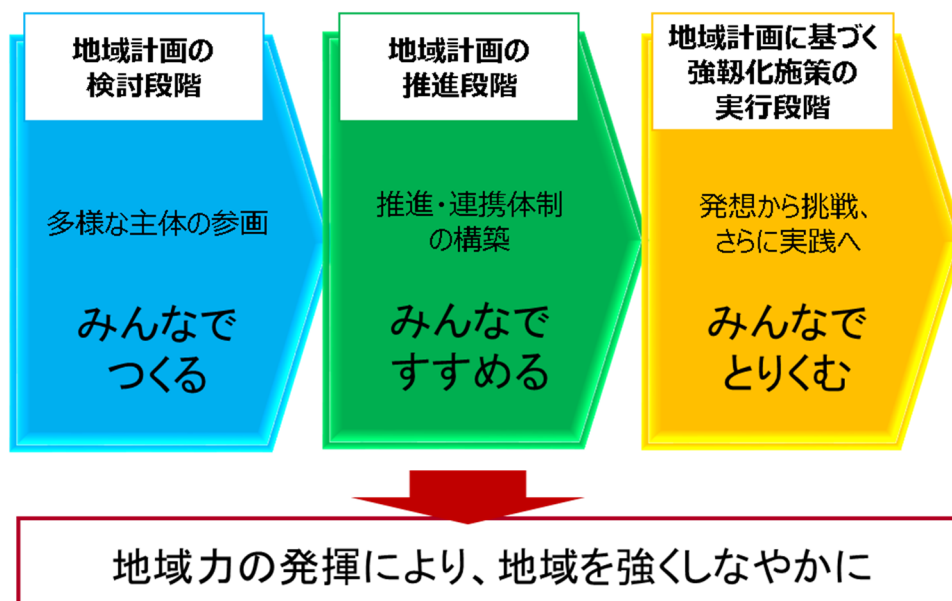 地域計画の
検討段階
多様な主体の参画
みんなで
つくる
地域計画の
推進段階
推進・連携体制
の構築
みんなで
すすめる
地域計画に基づく
強靱化施策の
実行段階
発想から挑戦、
さらに実践へ
みんなで
とりくむ
地域力の発揮により、地域を強くしなやかに